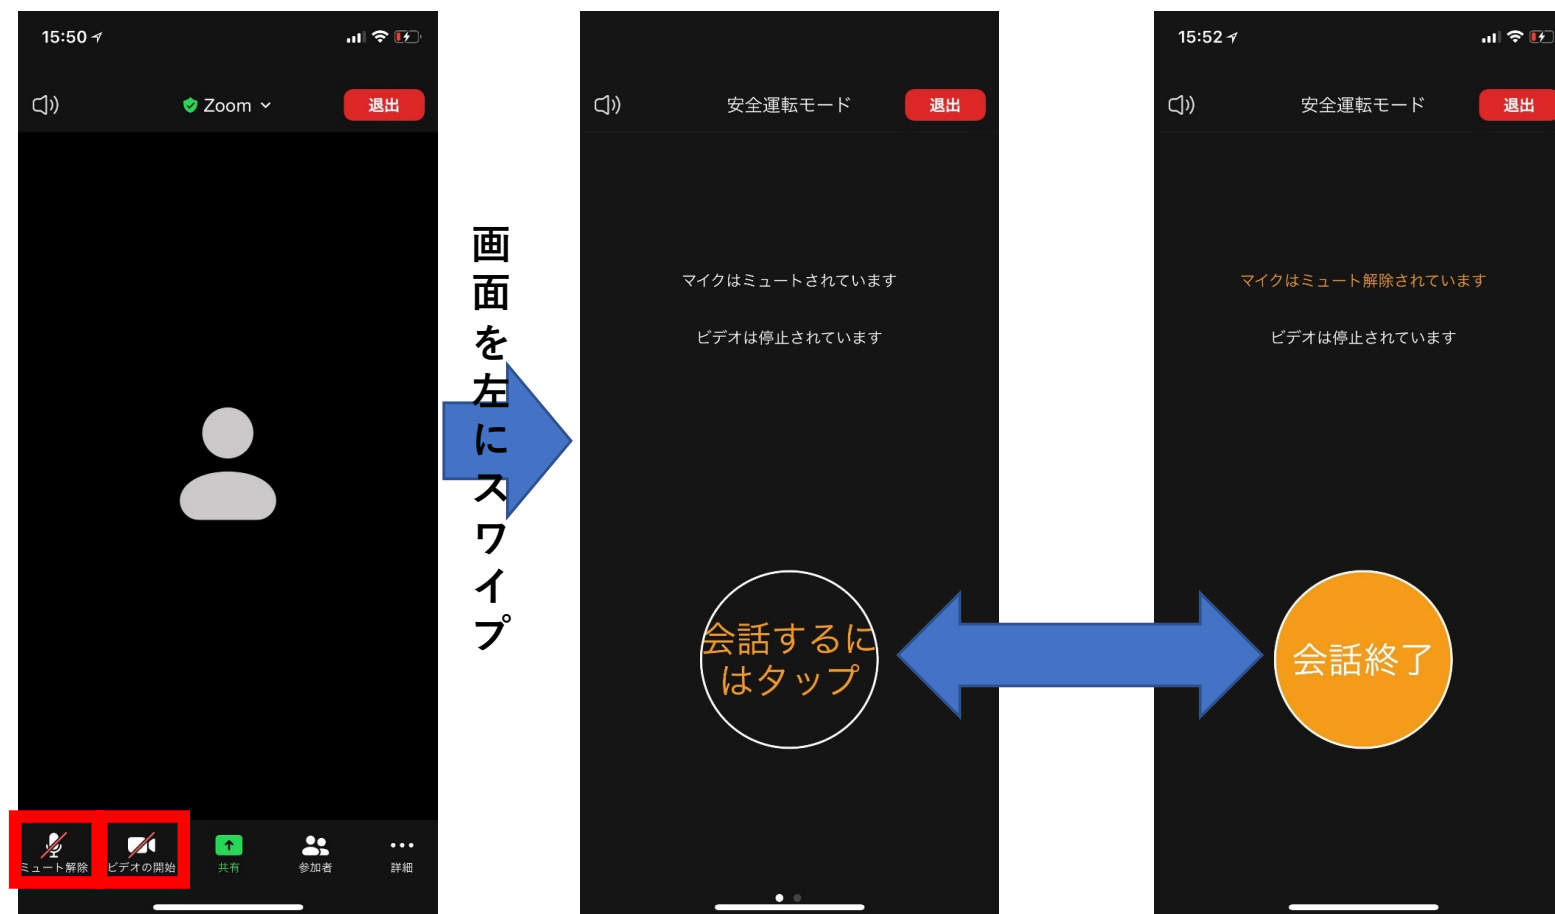 15:50
Zoom
退出
ミュート解除
ビデオの開始
共有
参加者
詳細
画面を左にスワイプ
安全運転モード
退出
マイクはミュートされています
ビデオは停止されています
会話するに
はタップ
15:52
安全運転モード
退出
マイクはミュート解除されています
ビデオは停止されています
会話終了